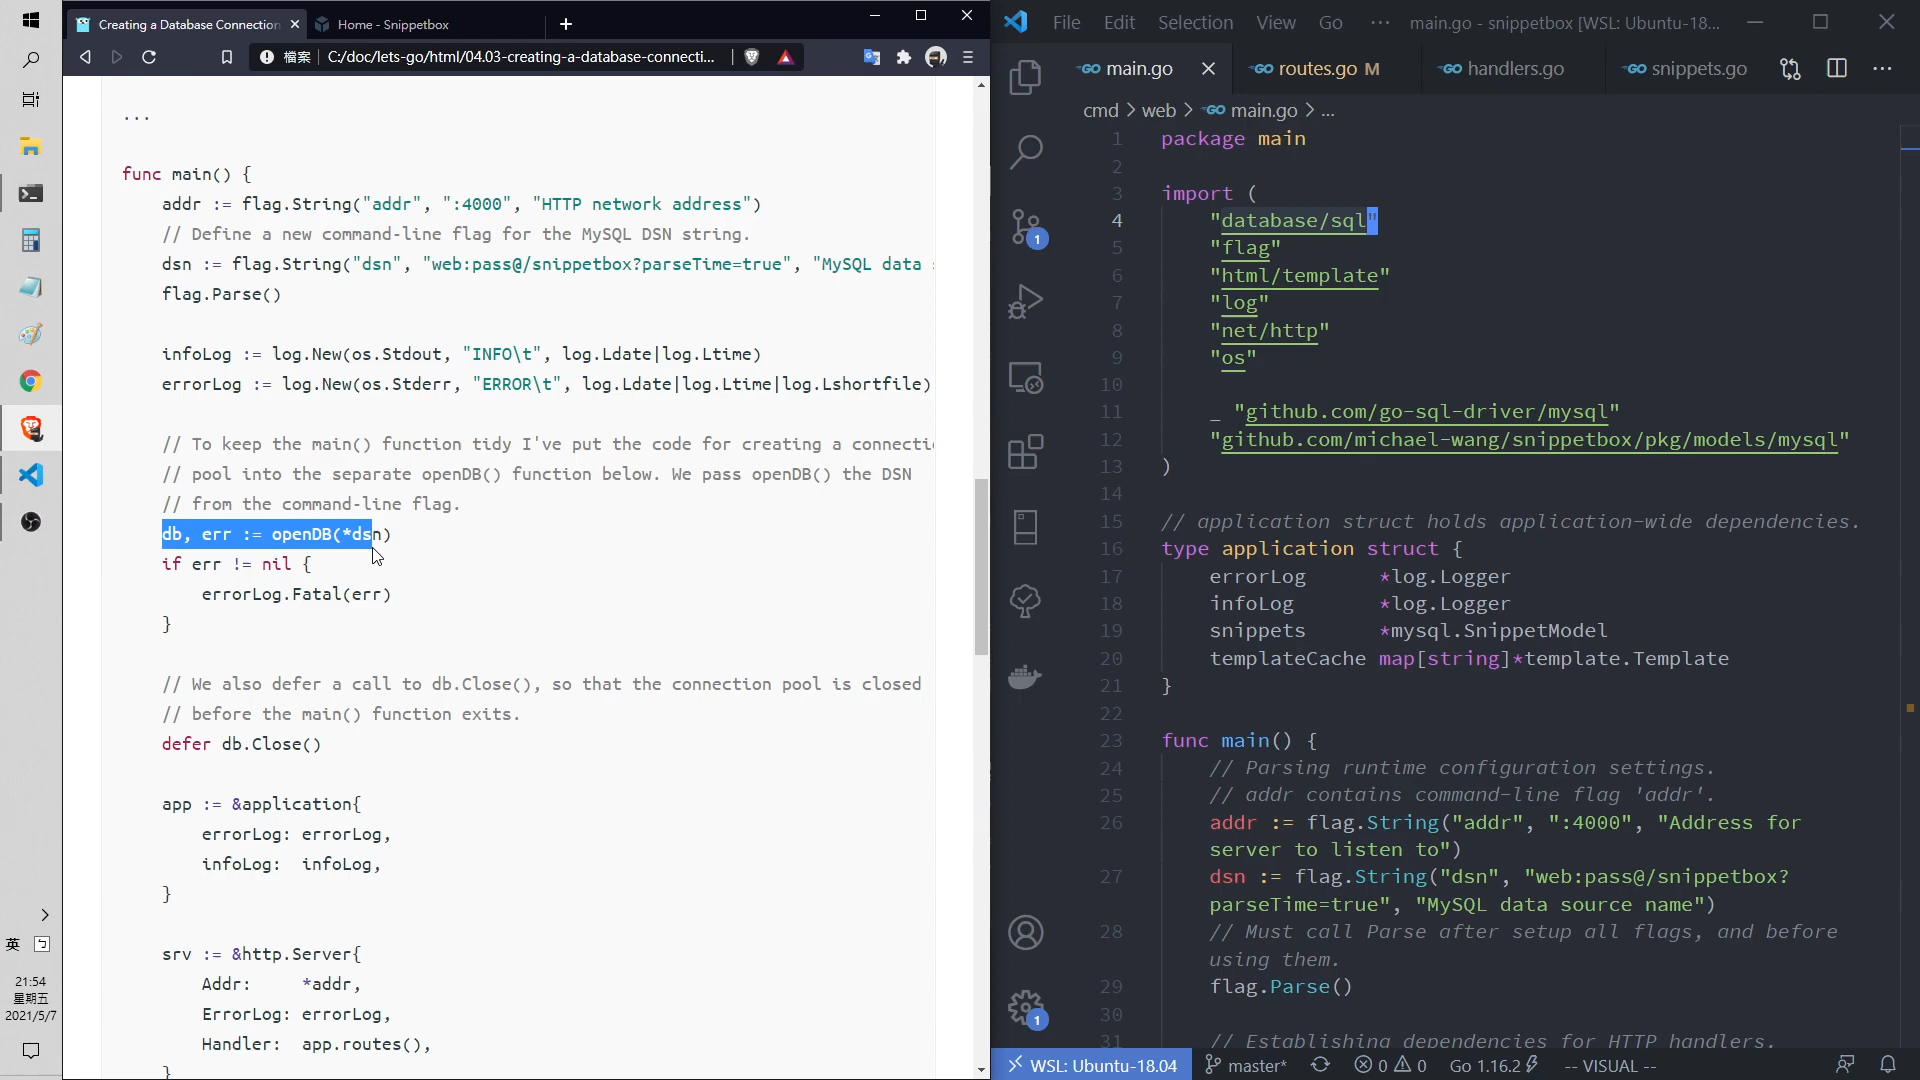 Creating a Database Connection
Home - Snippetbox
檔案
C:/doc/lets-go/html/04.03-creating-a-database-connecti...
...
func main() {
addr := flag.String("addr", ":4000", "HTTP network address")
// Define a new command-line flag for the MySQL DSN string.
dsn := flag.String("dsn", "web:pass@/snippetbox?parseTime=true", "MySQL data
flag.Parse()
infoLog := log.New(os.Stdout, "INFO\t", log.Ldate|log.Ltime)
errorLog := log.New(os.Stderr, "ERROR\t", log.Ldate|log.Ltime|log.Lshortfile)
// To keep the main() function tidy I've put the code for creating a connectio
// pool into the separate openDB() function below. We pass openDB() the DSN
// from the command-line flag.
db, err := openDB(*dsn)
if err != nil {
errorLog.Fatal(err)
}
// We also defer a call to db.Close(), so that the connection pool is closed
// before the main() function exits.
defer db.Close()
app := &application{
errorLog: errorLog,
infoLog:  infoLog,
}
srv := &http.Server{
Addr:     *addr,
ErrorLog: errorLog,
Handler:  app.routes(),
}
英
21:54
星期五
2021/5/7
File Edit Selection View Go ··· main.go - snippetbox [WSL: Ubuntu-18...
main.go
routes.go M
handlers.go
snippets.go
cmd > web > main.go > ...
1 package main
2
3 import (
4 "database/sql"
5 "flag"
6 "html/template"
7 "log"
8 "net/http"
9 "os"
10
11 _ "github.com/go-sql-driver/mysql"
12 "github.com/michael-wang/snippetbox/pkg/models/mysql"
13 )
14
15 // application struct holds application-wide dependencies.
16 type application struct {
17 errorLog      *log.Logger
18 infoLog       *log.Logger
19 snippets      *mysql.SnippetModel
20 templateCache map[string]*template.Template
21 }
22
23 func main() {
24 // Parsing runtime configuration settings.
25 // addr contains command-line flag 'addr'.
26 addr := flag.String("addr", ":4000", "Address for
server to listen to")
27 dsn := flag.String("dsn", "web:pass@/snippetbox?
parseTime=true", "MySQL data source name")
28 // Must call Parse after setup all flags, and before
using them.
29 flag.Parse()
30
31 // Establishing dependencies for HTTP handlers.
1
1
WSL: Ubuntu-18.04 master* 0 0 Go 1.16.2 -- VISUAL --